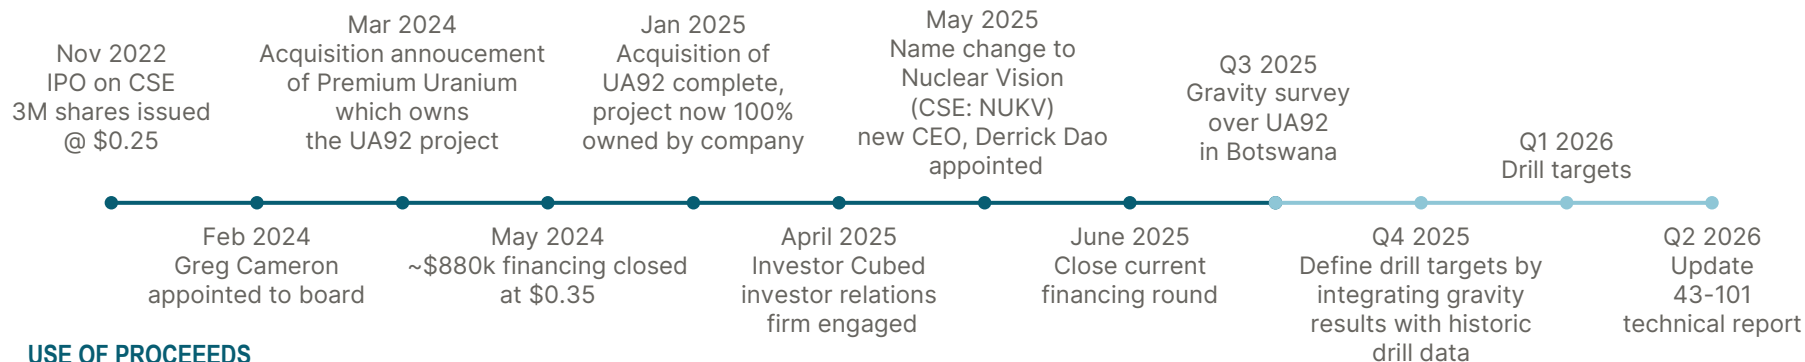 Nov 2022
IPO on CSE
3M shares issued
@ $0.25
Feb 2024
Greg Cameron
appointed to board
Mar 2024
Acquisition annoucement
of Premium Uranium
which owns
the UA92 project
May 2024
~$880k financing closed
at $0.35
Jan 2025
Acquisition of
UA92 complete,
project now 100%
owned by company
April 2025
Investor Cubed
investor relations
firm engaged
May 2025
Name change to
Nuclear Vision
(CSE: NUKV)
new CEO, Derrick Dao
appointed
June 2025
Close current
financing round
Q3 2025
Gravity survey
over UA92
in Botswana
Q4 2025
Define drill targets by
integrating gravity
results with historic
drill data
Q1 2026
Drill targets
Q2 2026
Update
43-101
technical report
USE OF PROCEEEDS